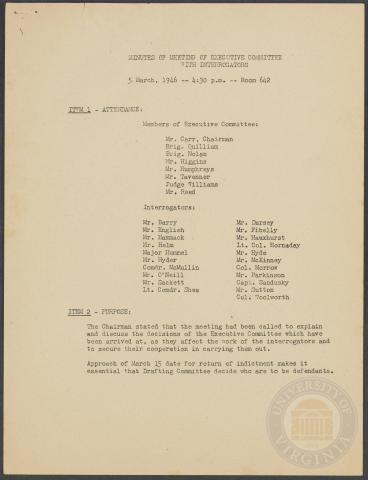 MINUTES OF MEETING OF EXECUTIVE COMMITTEE
WITH INTERROGATORS
5 March, 1946 -- 4:30 p.m. -- Room 642
ITEM 1 - ATTENDANCE:
Members of Executive Committee:
Mr. Carr, Chairman
Brig. Quilliam
Brig. Nolan
Mr. Higgins
Mr. Humphreys
Mr. Tavenner
Judge Williams
Mr. Reed
Interrogators:
Mr. Barry
Mr. English
Mr. Hammack
Mr. Helm
Major Hummel
Mr. Hyder
Comdr. McMallin
Mr. O'Neill
Mr. Sackett
Lt. Comdr. Shea
Mr. Darsey
Mr. Fihelly
Mr. Hauxhurst
Lt. Col. Hornaday
Mr. Hyde
Mr. McKinney
Col. Morrow
Mr. Parkinson
Capt. Sandusky
Mr. Sutton
Col. Woolworth
ITEM 2 - PURPOSE:
The Chairman stated that the meeting had been called to explain
and discuss the decisions of the Executive Committee which have
been arrived at, as they affect the work of the interrogators and
to secure their cooperation in carrying them out.
Approach of March 15 date for return of indictment makes it
essential that Drafting Committee decide who are to be defendants.
UNIVERSITY OF VIRGINIA